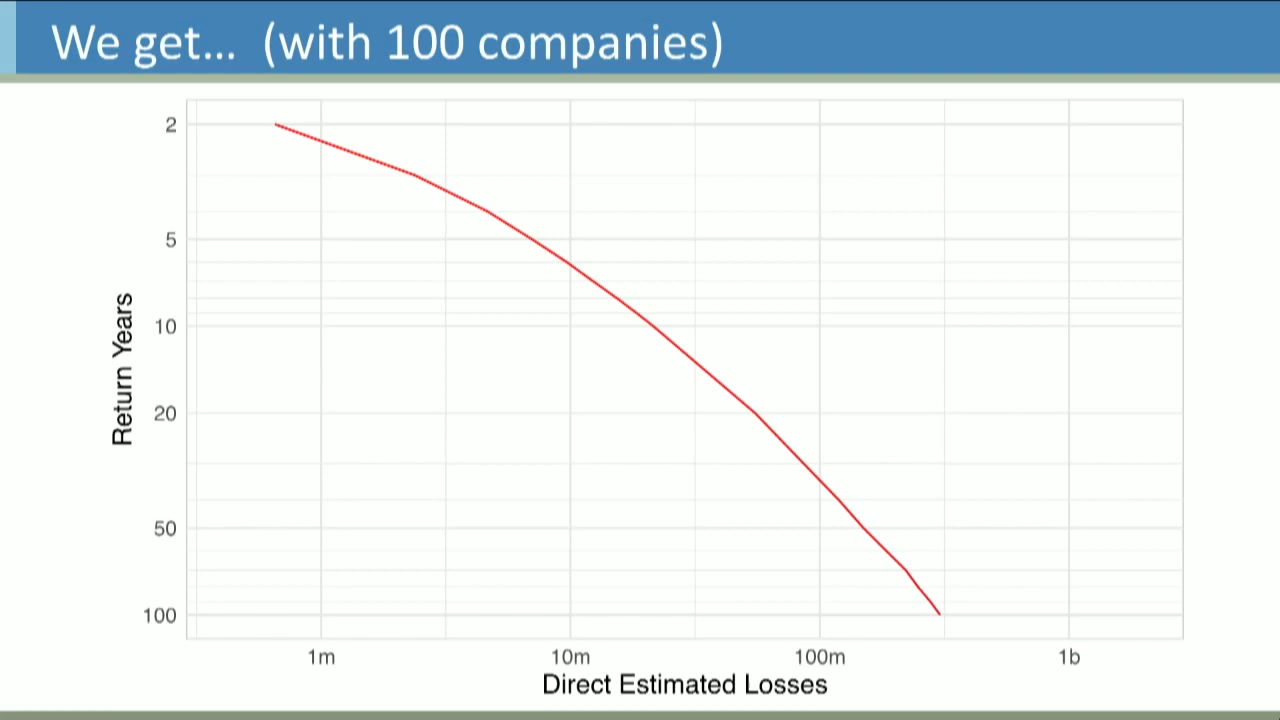 We get... (with 100 companies)
2
5
10
20
50
100
Return Years
1m 10m 100m 1b
Direct Estimated Losses